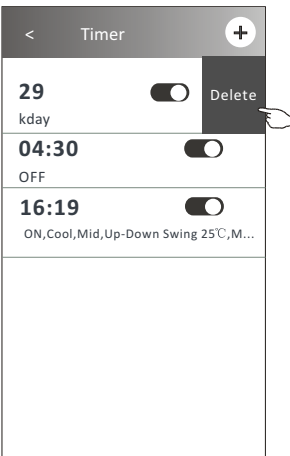 < Timer +
29 Delete
kday
04:30
OFF
16:19
ON,Cool,Mid,Up-Down Swing 25℃,M...